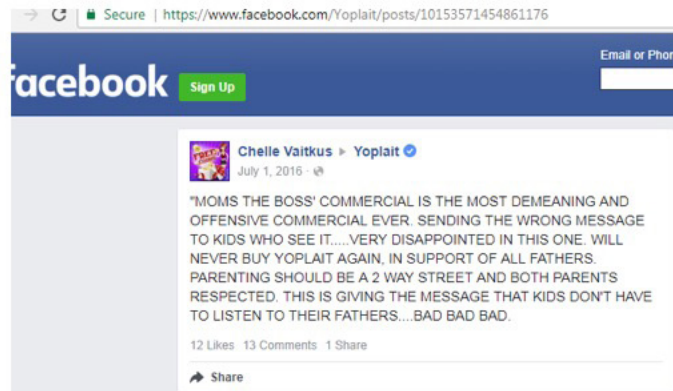 Secure | https://www.facebook.com/Yoplait/posts/10153571454861176
Email or Phon
facebook Sign Up
Chelle Vaitkus ▸ Yoplait
July 1, 2016 ·
"MOMS THE BOSS' COMMERCIAL IS THE MOST DEMEANING AND
OFFENSIVE COMMERCIAL EVER. SENDING THE WRONG MESSAGE
TO KIDS WHO SEE IT.....VERY DISAPPOINTED IN THIS ONE. WILL
NEVER BUY YOPLAIT AGAIN, IN SUPPORT OF ALL FATHERS.
PARENTING SHOULD BE A 2 WAY STREET AND BOTH PARENTS
RESPECTED. THIS IS GIVING THE MESSAGE THAT KIDS DON'T HAVE
TO LISTEN TO THEIR FATHERS....BAD BAD BAD.
12 Likes 13 Comments 1 Share
Share